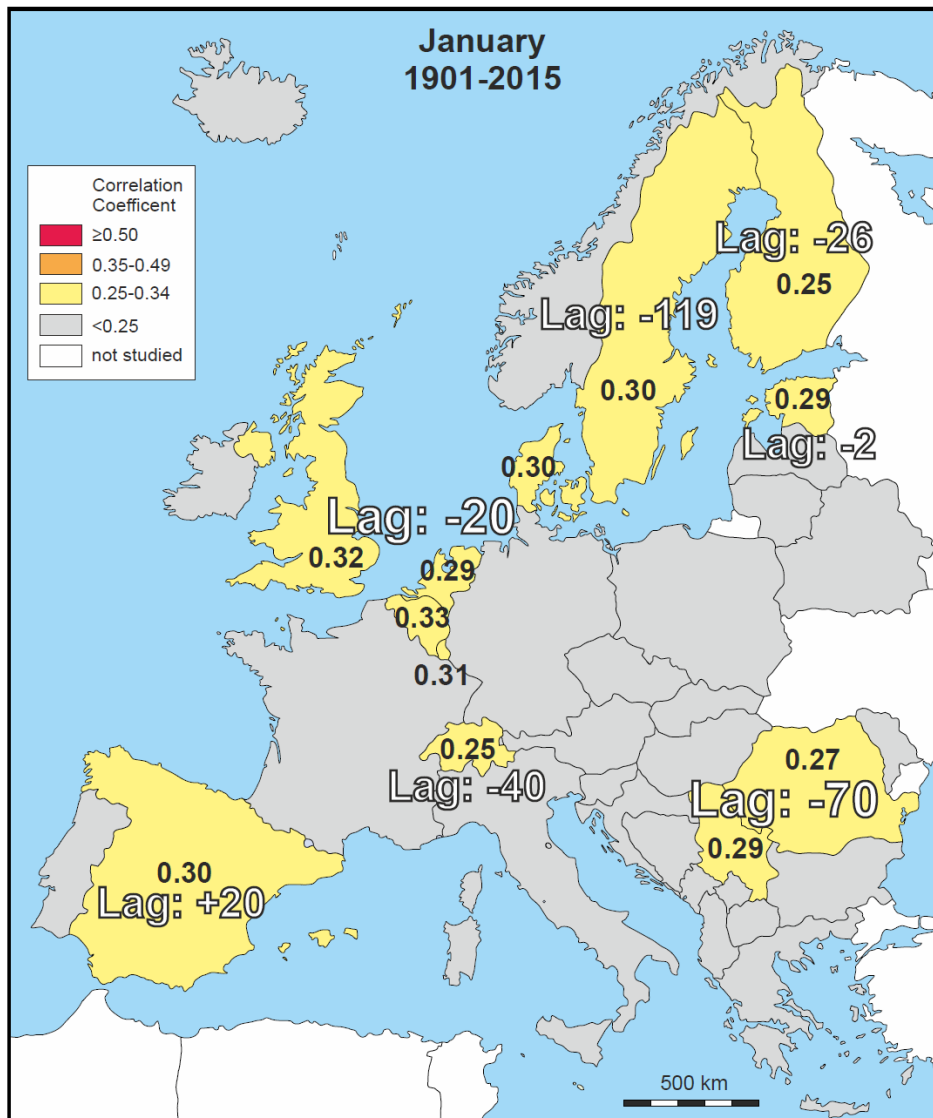 January
1901-2015
Correlation
Coefficent
≥0.50
0.35-0.49
0.25-0.34
<0.25
not studied
Lag: -26
0.25
Lag: -119
0.30
0.29
Lag: -2
0.30
Lag: -20
0.32
0.29
0.33
0.31
0.25
Lag: -40
0.27
Lag: -70
0.29
0.30
Lag: +20
500 km